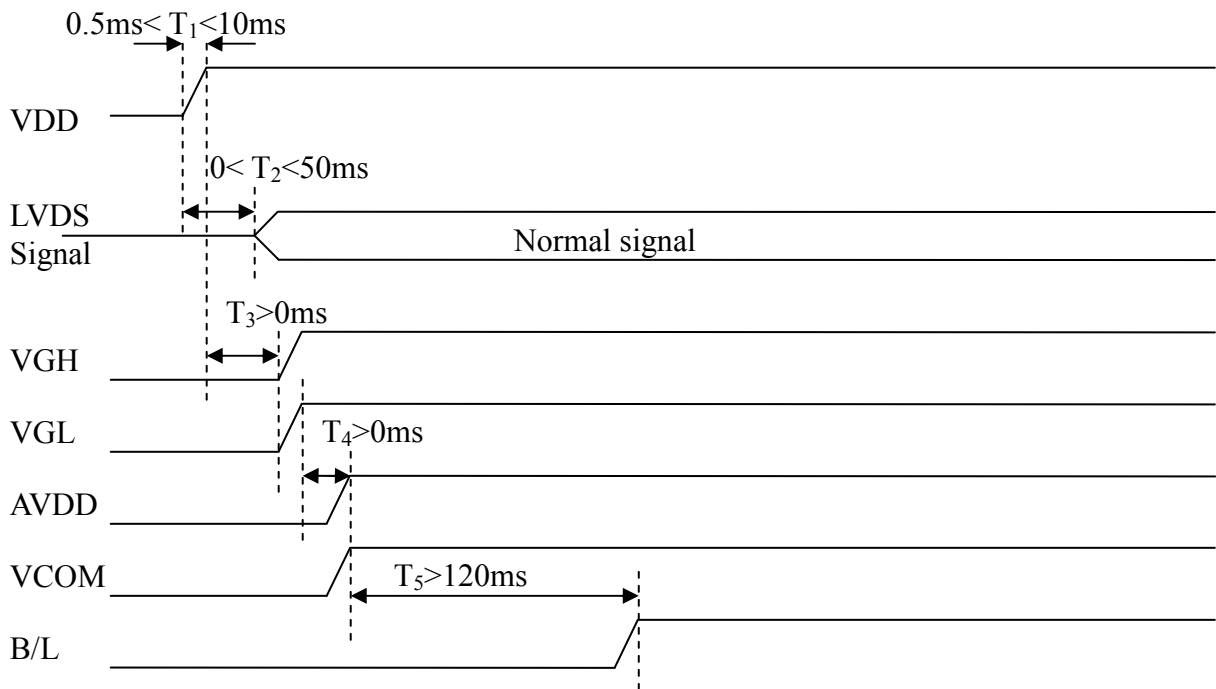 0.5ms< T₁<10ms
VDD
0< T₂<50ms
LVDS
Signal
Normal signal
T₃>0ms
VGH
VGL
T₄>0ms
AVDD
VCOM
T₅>120ms
B/L